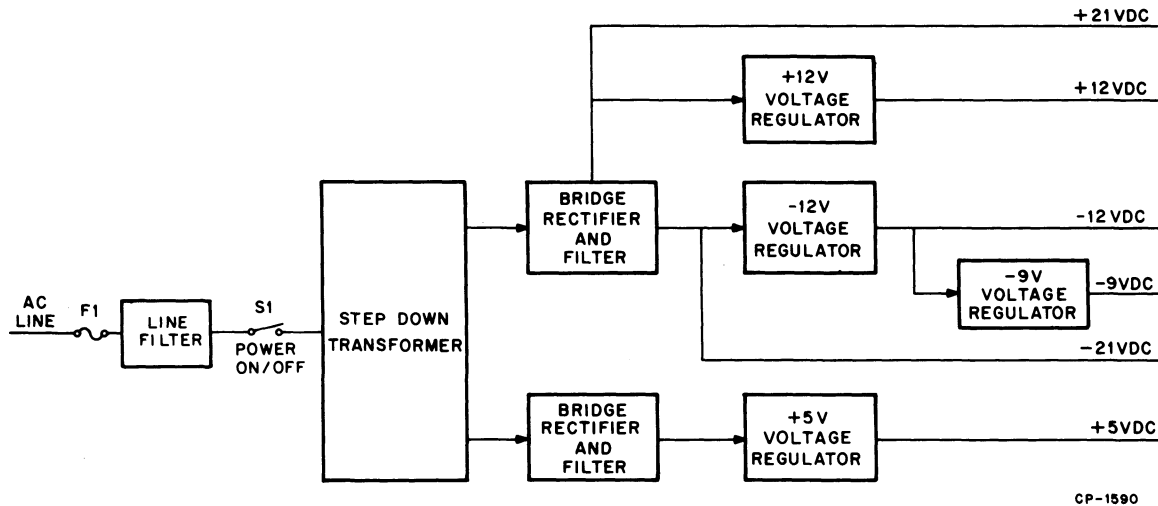 +21VDC
+12V
VOLTAGE
REGULATOR
+12VDC
BRIDGE
RECTIFIER
AND
FILTER
-12V
VOLTAGE
REGULATOR
-12VDC
-9V
VOLTAGE
REGULATOR
-9VDC
AC
LINE
F1
LINE
FILTER
S1
POWER
ON/OFF
STEP DOWN
TRANSFORMER
-21VDC
BRIDGE
RECTIFIER
AND
FILTER
+5V
VOLTAGE
REGULATOR
+5VDC
CP-1590